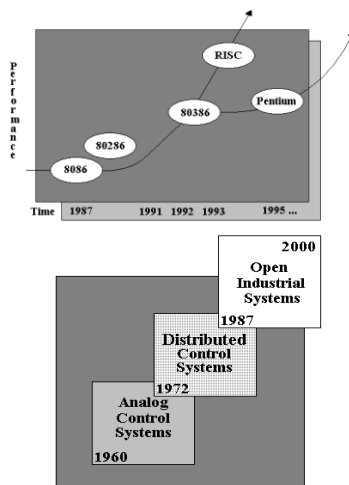 Performance
RISC
Pentium
80386
80286
8086
Time 1987 1991 1992 1993 1995 ...
2000
Open
Industrial
Systems
1987
Distributed
Control
Systems
1972
Analog
Control
Systems
1960